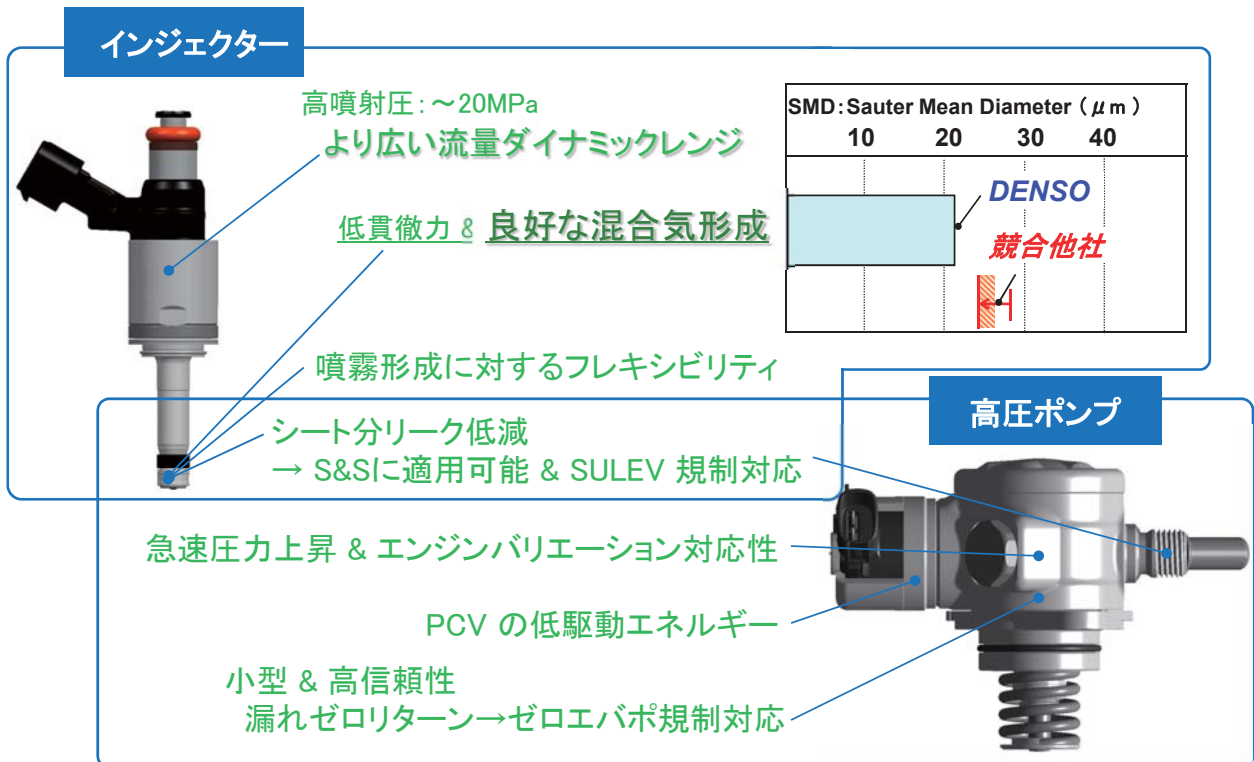 インジェクター
高噴射圧：～20MPa
より広い流量ダイナミックレンジ
低貫徹力 & 良好な混合気形成
SMD：Sauter Mean Diameter（μm）
10 20 30 40
DENSO
競合他社
噴霧形成に対するフレキシビリティ
シート分リーク低減
→ S&Sに適用可能 & SULEV 規制対応
高圧ポンプ
急速圧力上昇 & エンジンバリエーション対応性
PCV の低駆動エネルギー
小型 & 高信頼性
漏れゼロリターン→ゼロエバポ規制対応